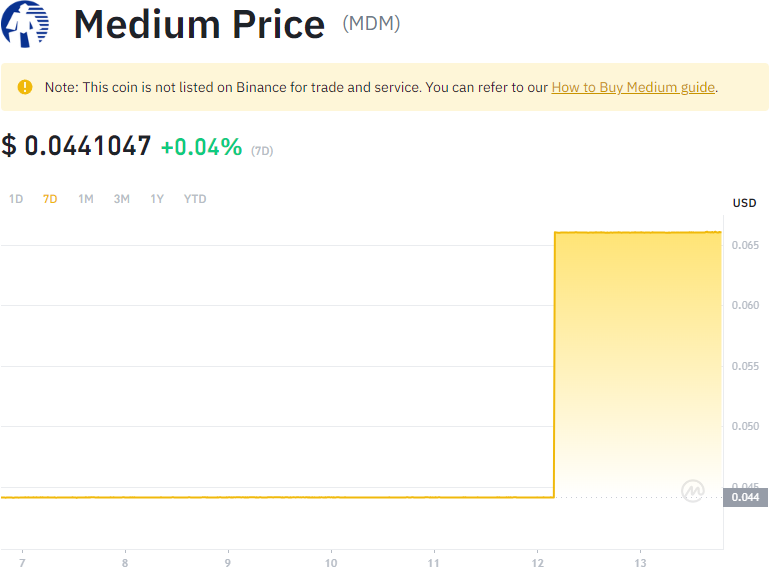 Medium Price (MDM)
Note: This coin is not listed on Binance for trade and service. You can refer to our How to Buy Medium guide.
$ 0.0441047 +0.04% (7D)
1D 7D 1M 3M 1Y YTD
USD
0.065
0.060
0.055
0.050
0.045
0.044
7 8 9 10 11 12 13